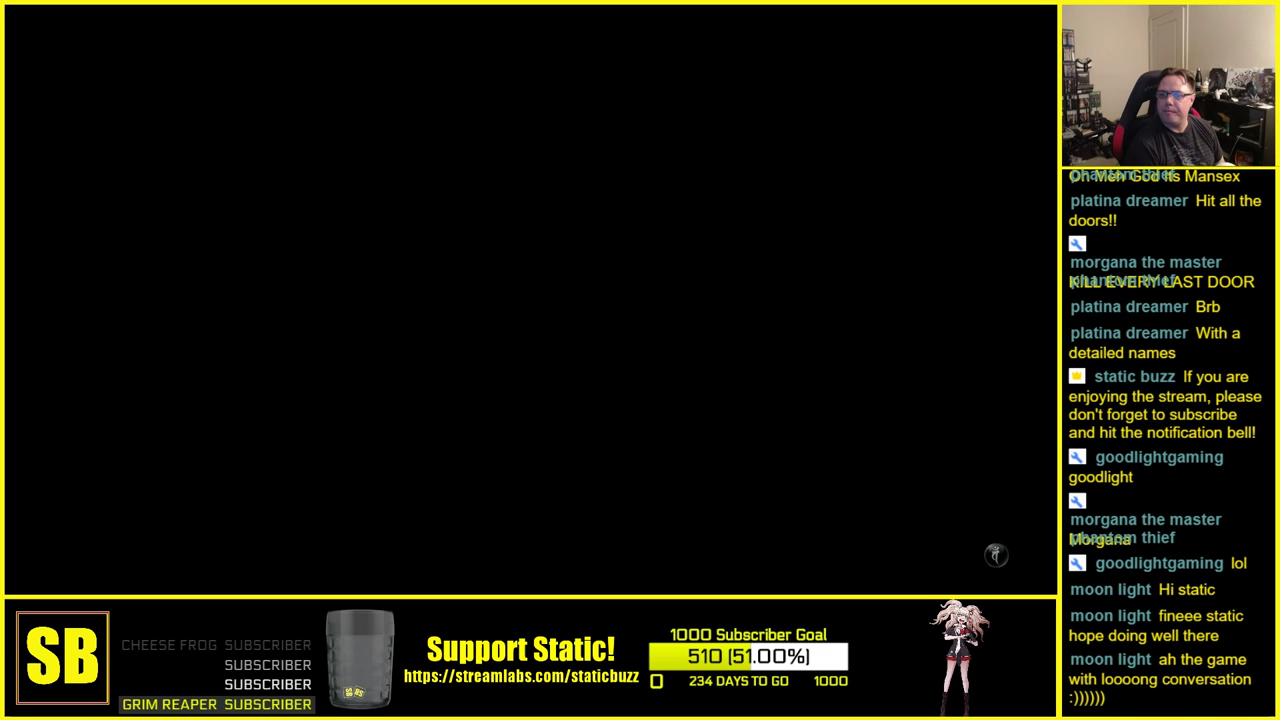 Oh Meh God its Mansex
platina dreamer Hit all the
doors!!
morgana the master
phantom thief
KILL EVERY LAST DOOR
platina dreamer Brb
platina dreamer With a
detailed names
static buzz If you are
enjoying the stream, please
don't forget to subscribe
and hit the notification bell!
goodlightgaming
goodlight
morgana the master
phantom thief
Morgana
goodlightgaming lol
moon light Hi static
moon light fineee static
hope doing well there
moon light ah the game
with loooong conversation
:))))))
SB
CHEESE FROG SUBSCRIBER
SUBSCRIBER
SUBSCRIBER
GRIM REAPER SUBSCRIBER
Support Static!
https://streamlabs.com/staticbuzz
1000 Subscriber Goal
510 (51.00%)
0 234 DAYS TO GO 1000